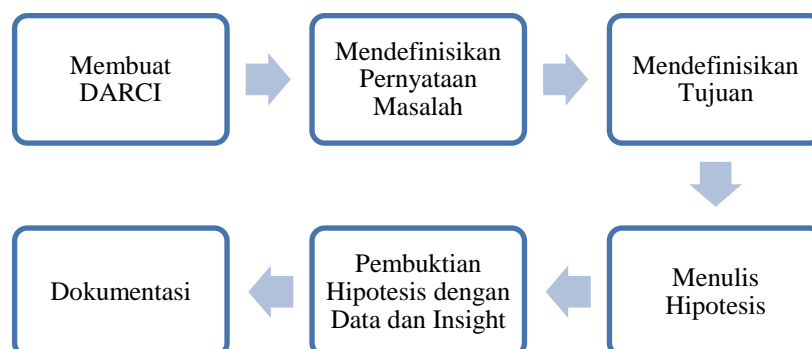 Membuat
DARCI
Mendefinisikan
Pernyataan
Masalah
Mendefinisikan
Tujuan
Menulis
Hipotesis
Pembuktian
Hipotesis dengan
Data dan Insight
Dokumentasi